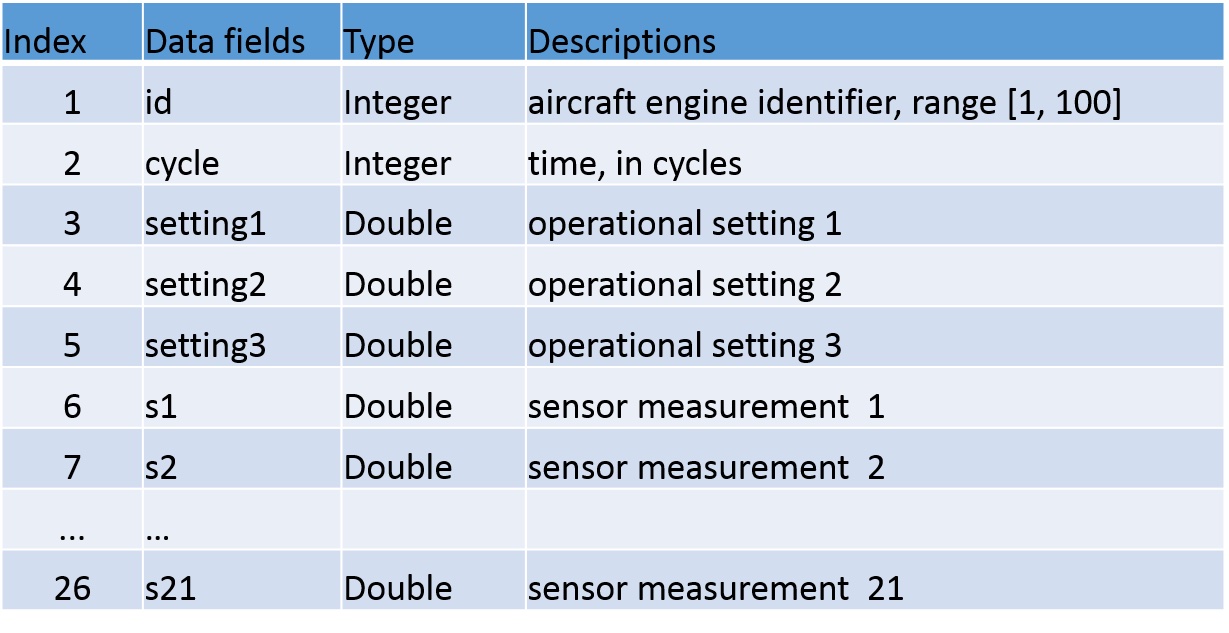 Index Data fields Type Descriptions
1 id Integer aircraft engine identifier, range [1, 100]
2 cycle Integer time, in cycles
3 setting1 Double operational setting 1
4 setting2 Double operational setting 2
5 setting3 Double operational setting 3
6 s1 Double sensor measurement  1
7 s2 Double sensor measurement  2
... ...
26 s21 Double sensor measurement  21